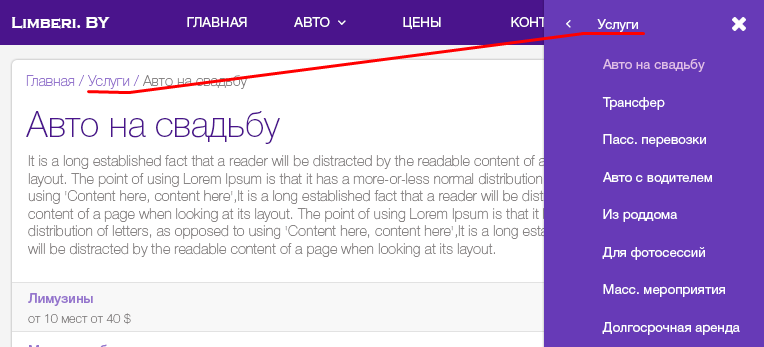 Limberi. BY
ГЛАВНАЯ
АВТО
ЦЕНЫ
КОНТ
Услуги
Главная / Услуги / Авто на свадьбу
Авто на свадьбу
It is a long established fact that a reader will be distracted by the readable content of a
layout. The point of using Lorem Ipsum is that it has a more-or-less normal distribution
using 'Content here, content here',It is a long established fact that a reader will be dist
content of a page when looking at its layout. The point of using Lorem Ipsum is that it h
distribution of letters, as opposed to using 'Content here, content here',It is a long esta
will be distracted by the readable content of a page when looking at its layout.
Лимузины
от 10 мест от 40 $
Авто на свадьбу
Трансфер
Пасс. перевозки
Авто с водителем
Из роддома
Для фотосессий
Масс. мероприятия
Долгосрочная аренда